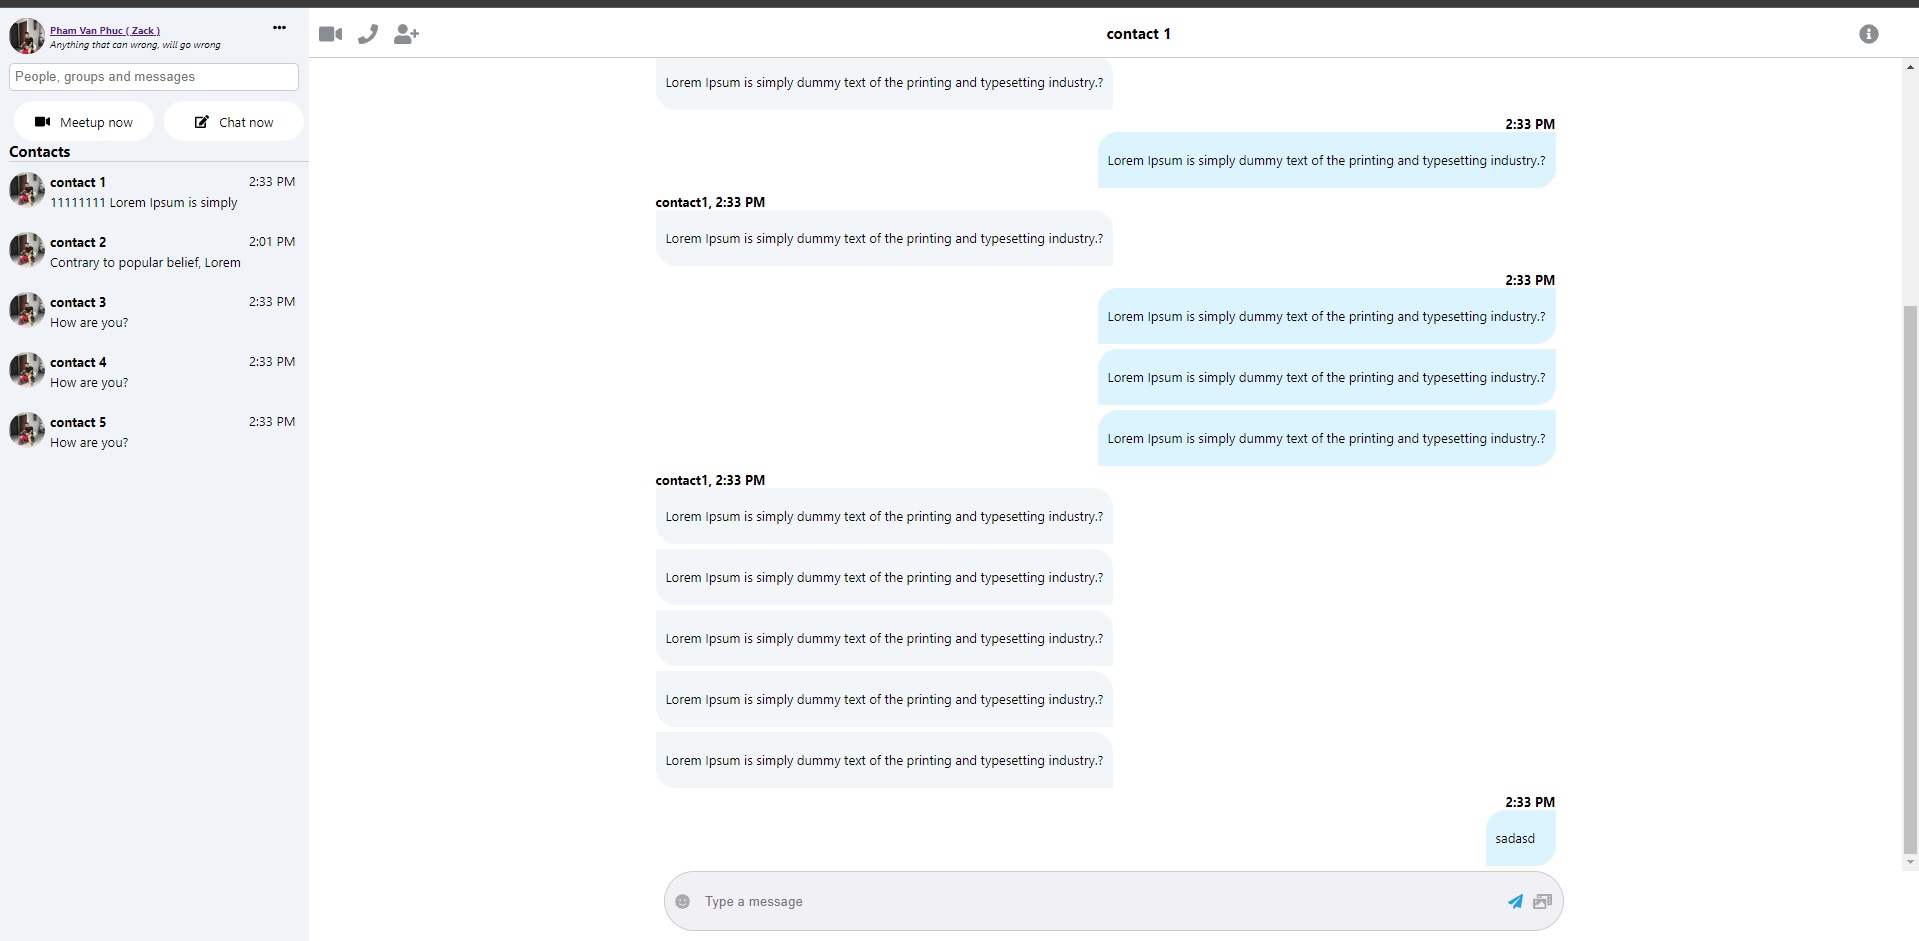 Pham Van Phuc ( Zack )
Anything that can wrong, will go wrong
People, groups and messages
Meetup now
Chat now
Contacts
contact 1
2:33 PM
11111111 Lorem Ipsum is simply
contact 2
2:01 PM
Contrary to popular belief, Lorem
contact 3
2:33 PM
How are you?
contact 4
2:33 PM
How are you?
contact 5
2:33 PM
How are you?
contact 1
Lorem Ipsum is simply dummy text of the printing and typesetting industry.?
2:33 PM
Lorem Ipsum is simply dummy text of the printing and typesetting industry.?
contact1, 2:33 PM
Lorem Ipsum is simply dummy text of the printing and typesetting industry.?
2:33 PM
Lorem Ipsum is simply dummy text of the printing and typesetting industry.?
Lorem Ipsum is simply dummy text of the printing and typesetting industry.?
Lorem Ipsum is simply dummy text of the printing and typesetting industry.?
contact1, 2:33 PM
Lorem Ipsum is simply dummy text of the printing and typesetting industry.?
Lorem Ipsum is simply dummy text of the printing and typesetting industry.?
Lorem Ipsum is simply dummy text of the printing and typesetting industry.?
Lorem Ipsum is simply dummy text of the printing and typesetting industry.?
Lorem Ipsum is simply dummy text of the printing and typesetting industry.?
2:33 PM
sadasd
Type a message